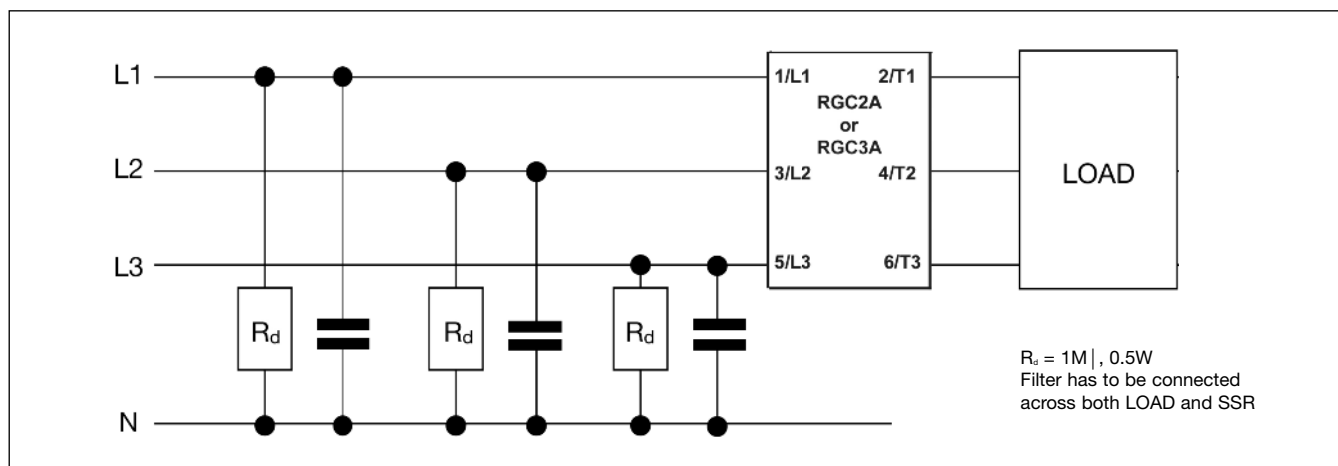 L1
1/L1 2/T1
RGC2A
or
RGC3A
L2
3/L2 4/T2
LOAD
L3
5/L3 6/T3
Rd Rd Rd
N
Rd = 1M| , 0.5W
Filter has to be connected
across both LOAD and SSR